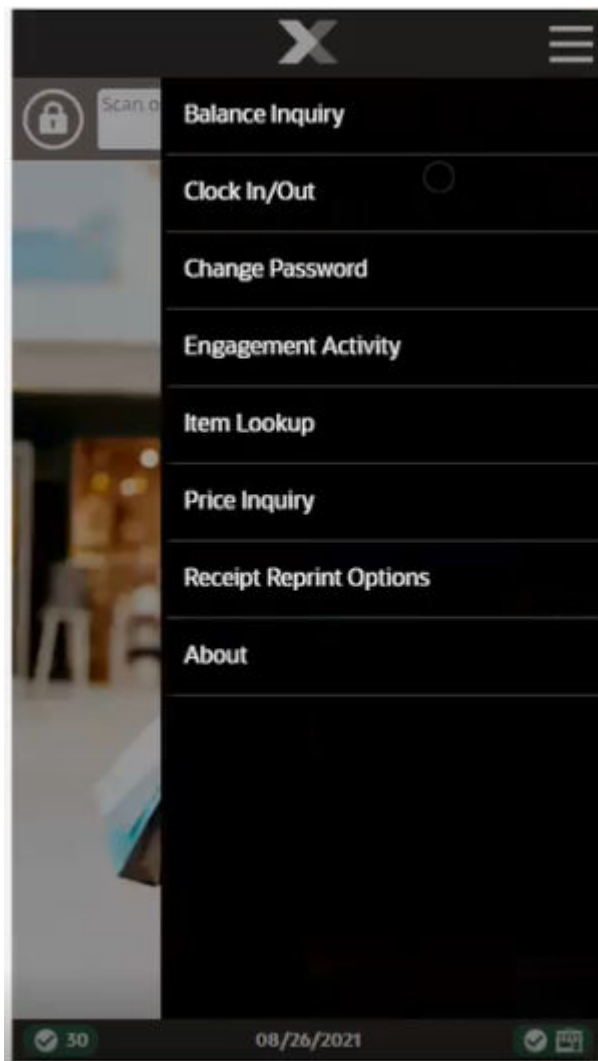 Scan o
Balance Inquiry
Clock In/Out
Change Password
Engagement Activity
Item Lookup
Price Inquiry
Receipt Reprint Options
About
30
08/26/2021